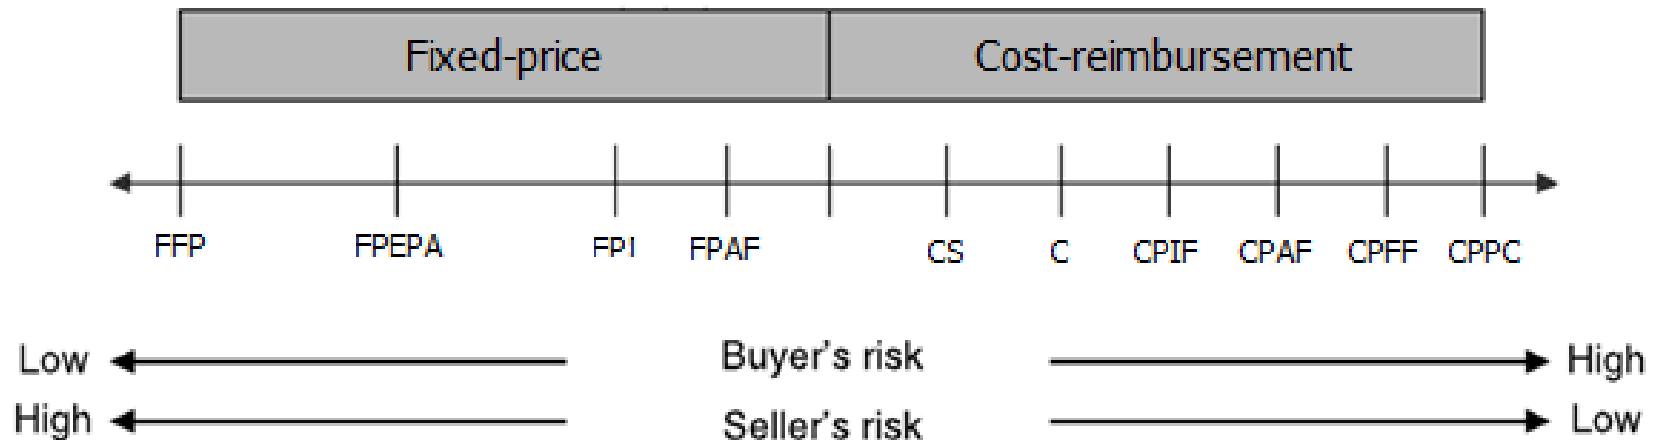 Fixed-price Cost-reimbursement
FFP FPEPA FPI FPAF CS C CPIF CPAF CPFF CPPC
Low Buyer's risk High
High Seller's risk Low